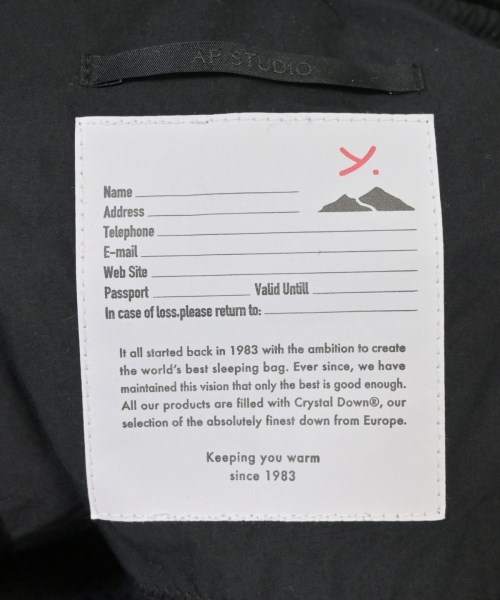 AP STUDIO
y.
Name
Address
Telephone
E-mail
Web Site
Passport Valid Untill
In case of loss.please return to:
It all started back in 1983 with the ambition to create
the world's best sleeping bag. Ever since, we have
maintained this vision that only the best is good enough.
All our products are filled with Crystal Down®, our
selection of the absolutely finest down from Europe.
Keeping you warm
since 1983